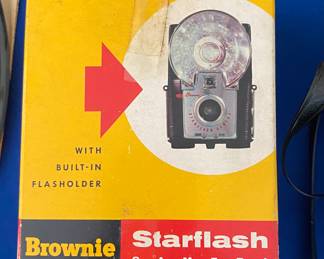 WITH
BUILT-IN
FLASHOLDER
Brownie
Starflash